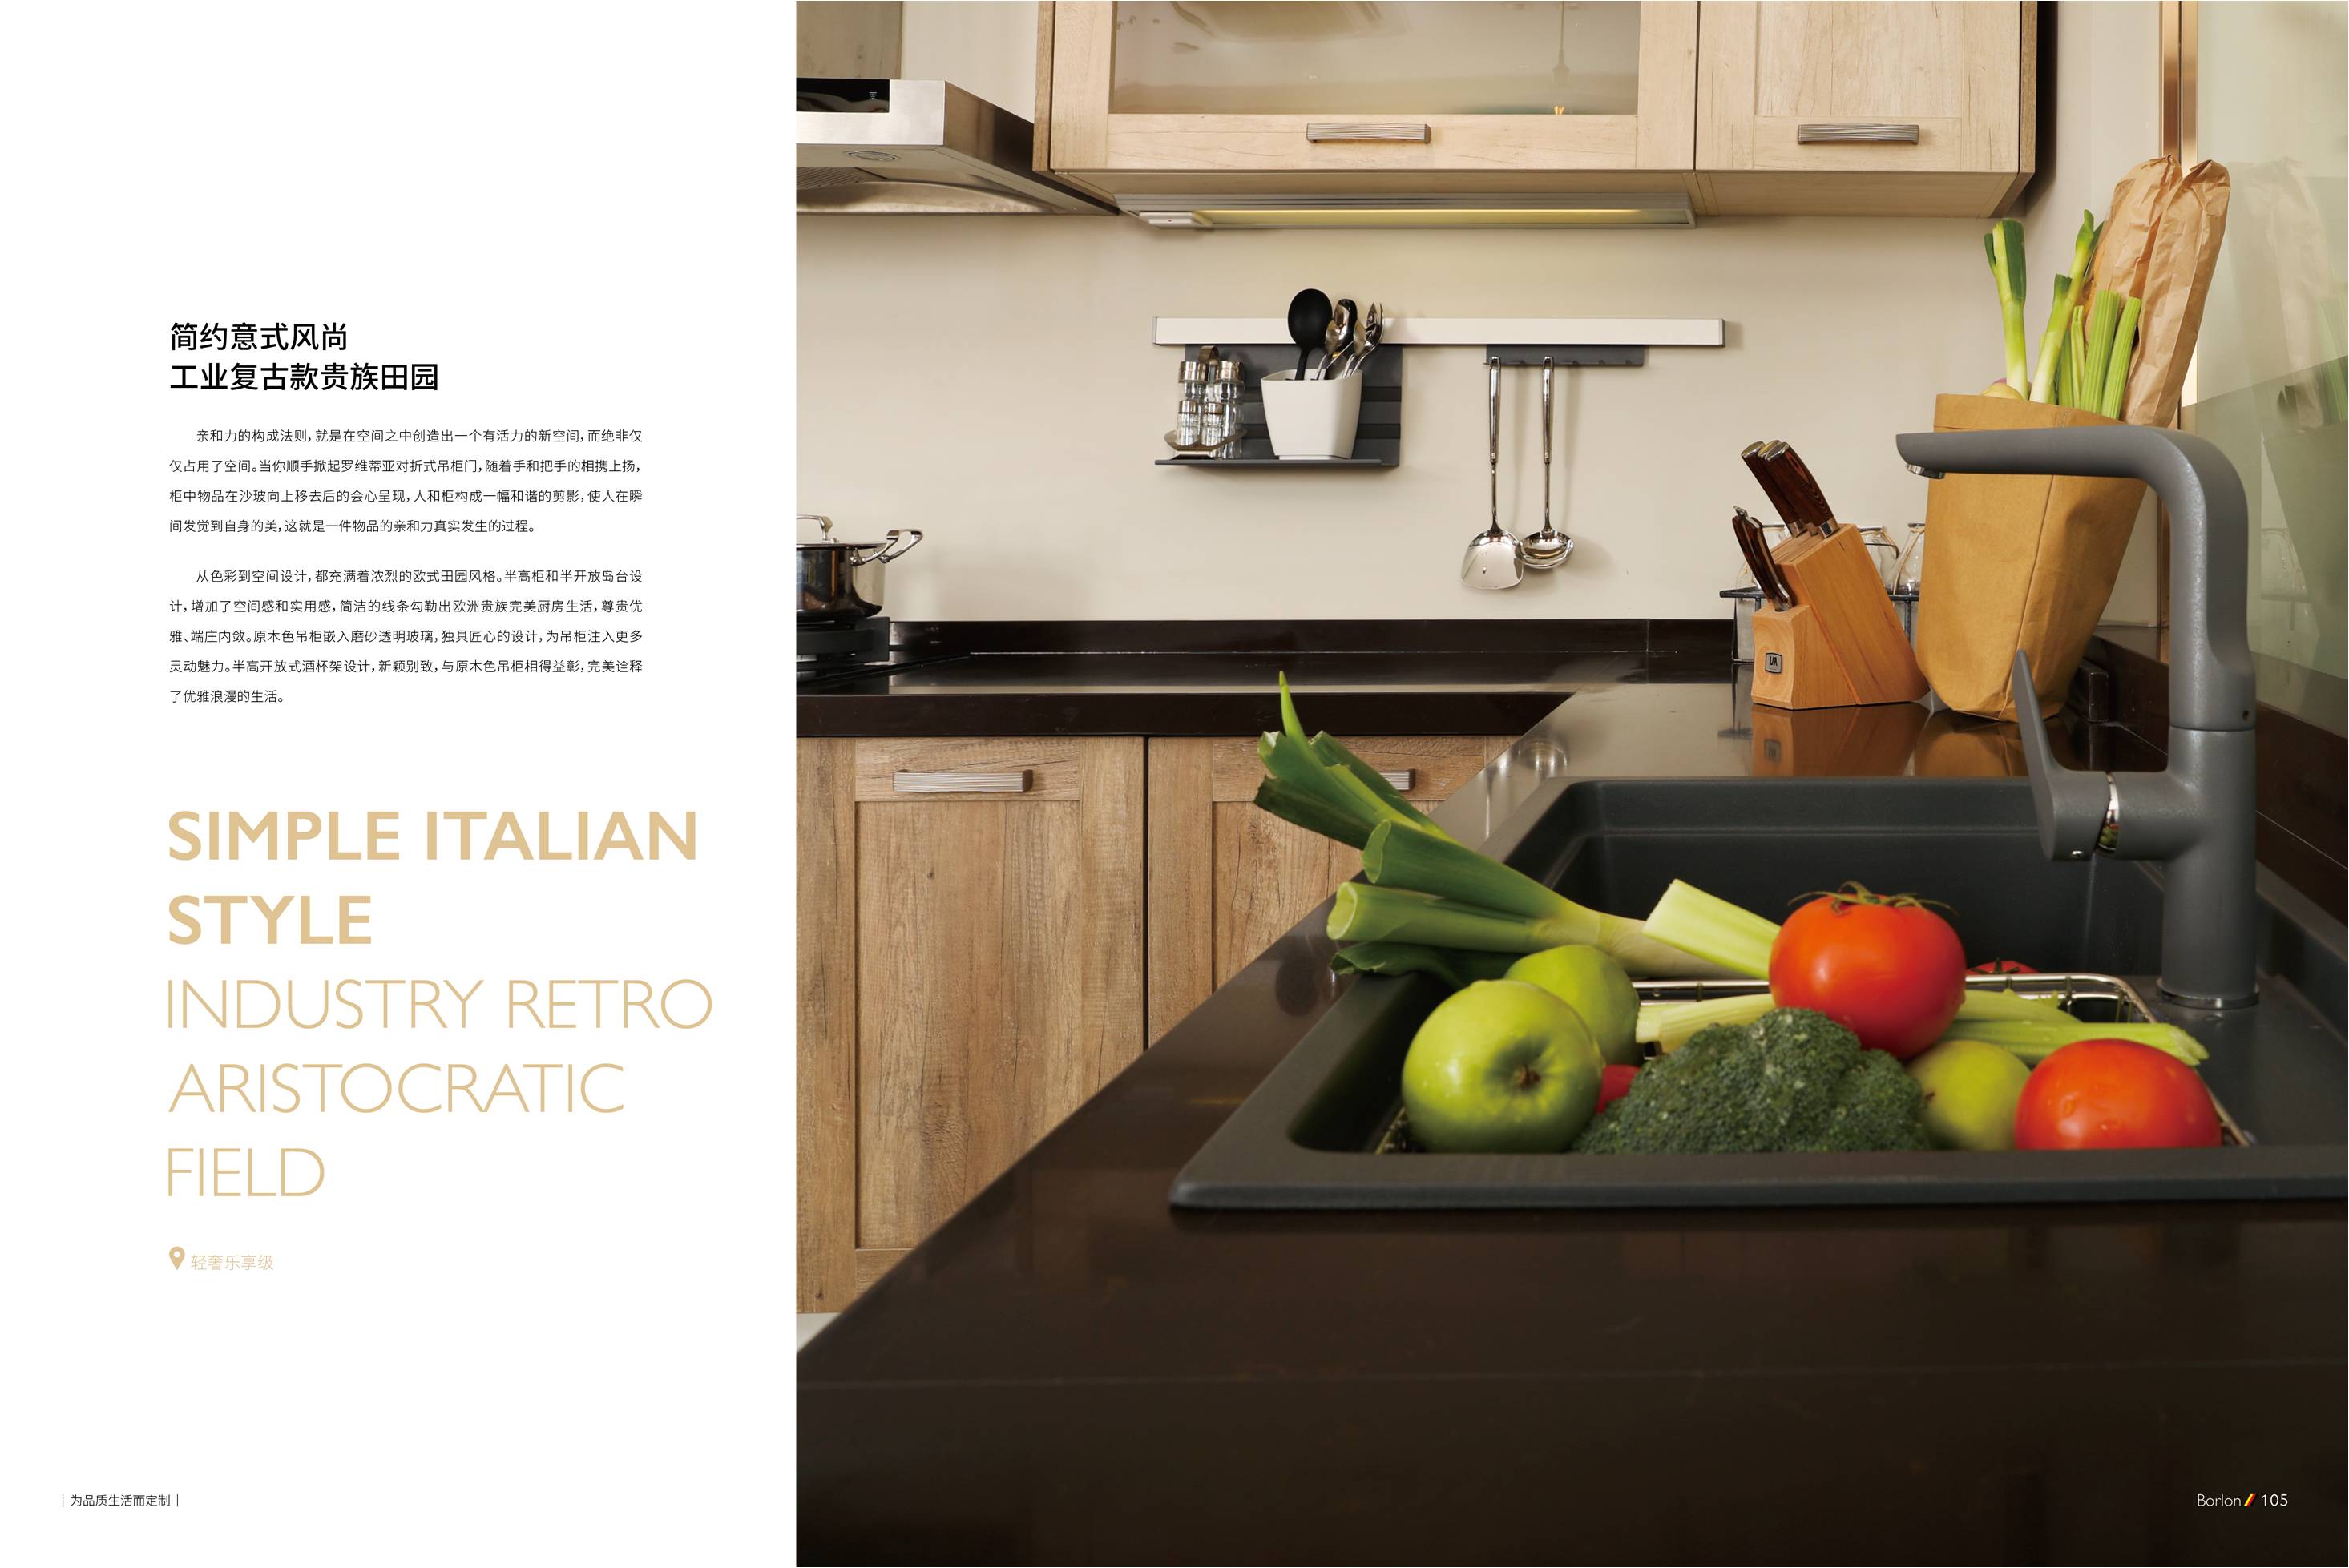 简约意式风尚
工业复古款贵族田园
亲和力的构成法则,就是在空间之中创造出一个有活力的新空间,而绝非仅
仅占用了空间。当你顺手掀起罗维蒂亚对折式吊柜门,随着手和把手的相携上扬,
柜中物品在沙玻向上移去后的会心呈现,人和柜构成一幅和谐的剪影,使人在瞬
间发觉到自身的美,这就是一件物品的亲和力真实发生的过程。
从色彩到空间设计,都充满着浓烈的欧式田园风格。半高柜和半开放岛台设
计,增加了空间感和实用感,简洁的线条勾勒出欧洲贵族完美厨房生活,尊贵优
雅、端庄内敛。原木色吊柜嵌入磨砂透明玻璃,独具匠心的设计,为吊柜注入更多
灵动魅力。半高开放式酒杯架设计,新颖别致,与原木色吊柜相得益彰,完美诠释
了优雅浪漫的生活。
SIMPLE ITALIAN
STYLE
INDUSTRY RETRO
ARISTOCRATIC
FIELD
轻奢乐享级
| 为品质生活而定制 |
Borlon 105